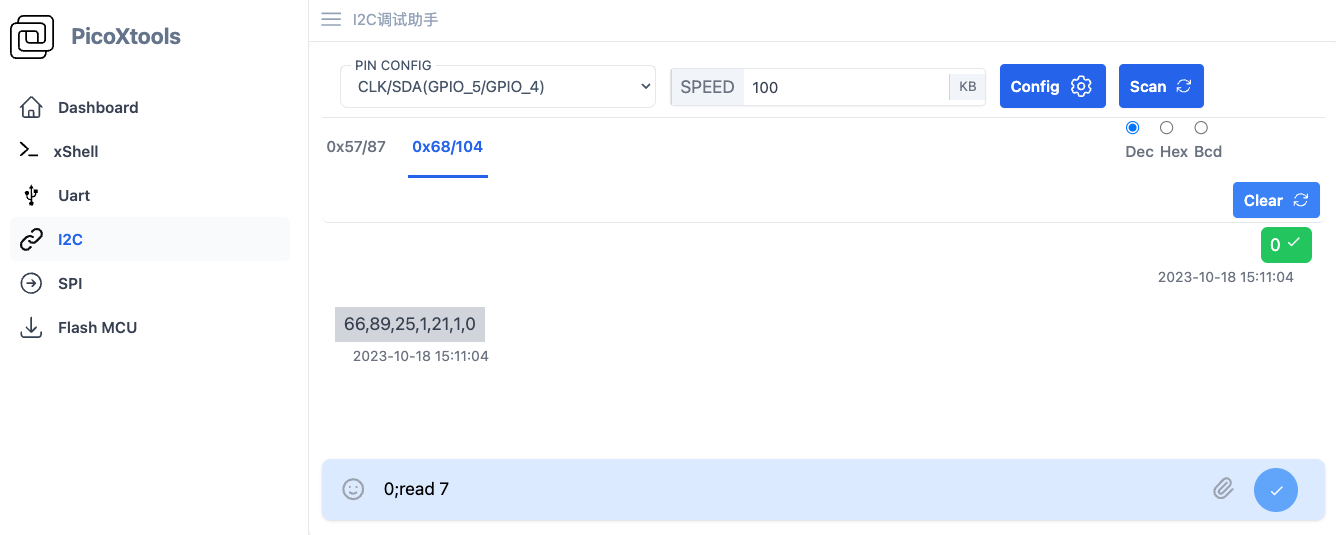 PicoXtools
Dashboard
xShell
Uart
I2C
SPI
Flash MCU
I2C调试助手
PIN CONFIG
CLK/SDA(GPIO_5/GPIO_4)
SPEED 100 KB
Config
Scan
0x57/87 0x68/104
Dec Hex Bcd
Clear
0
2023-10-18 15:11:04
66,89,25,1,21,1,0
2023-10-18 15:11:04
0;read 7